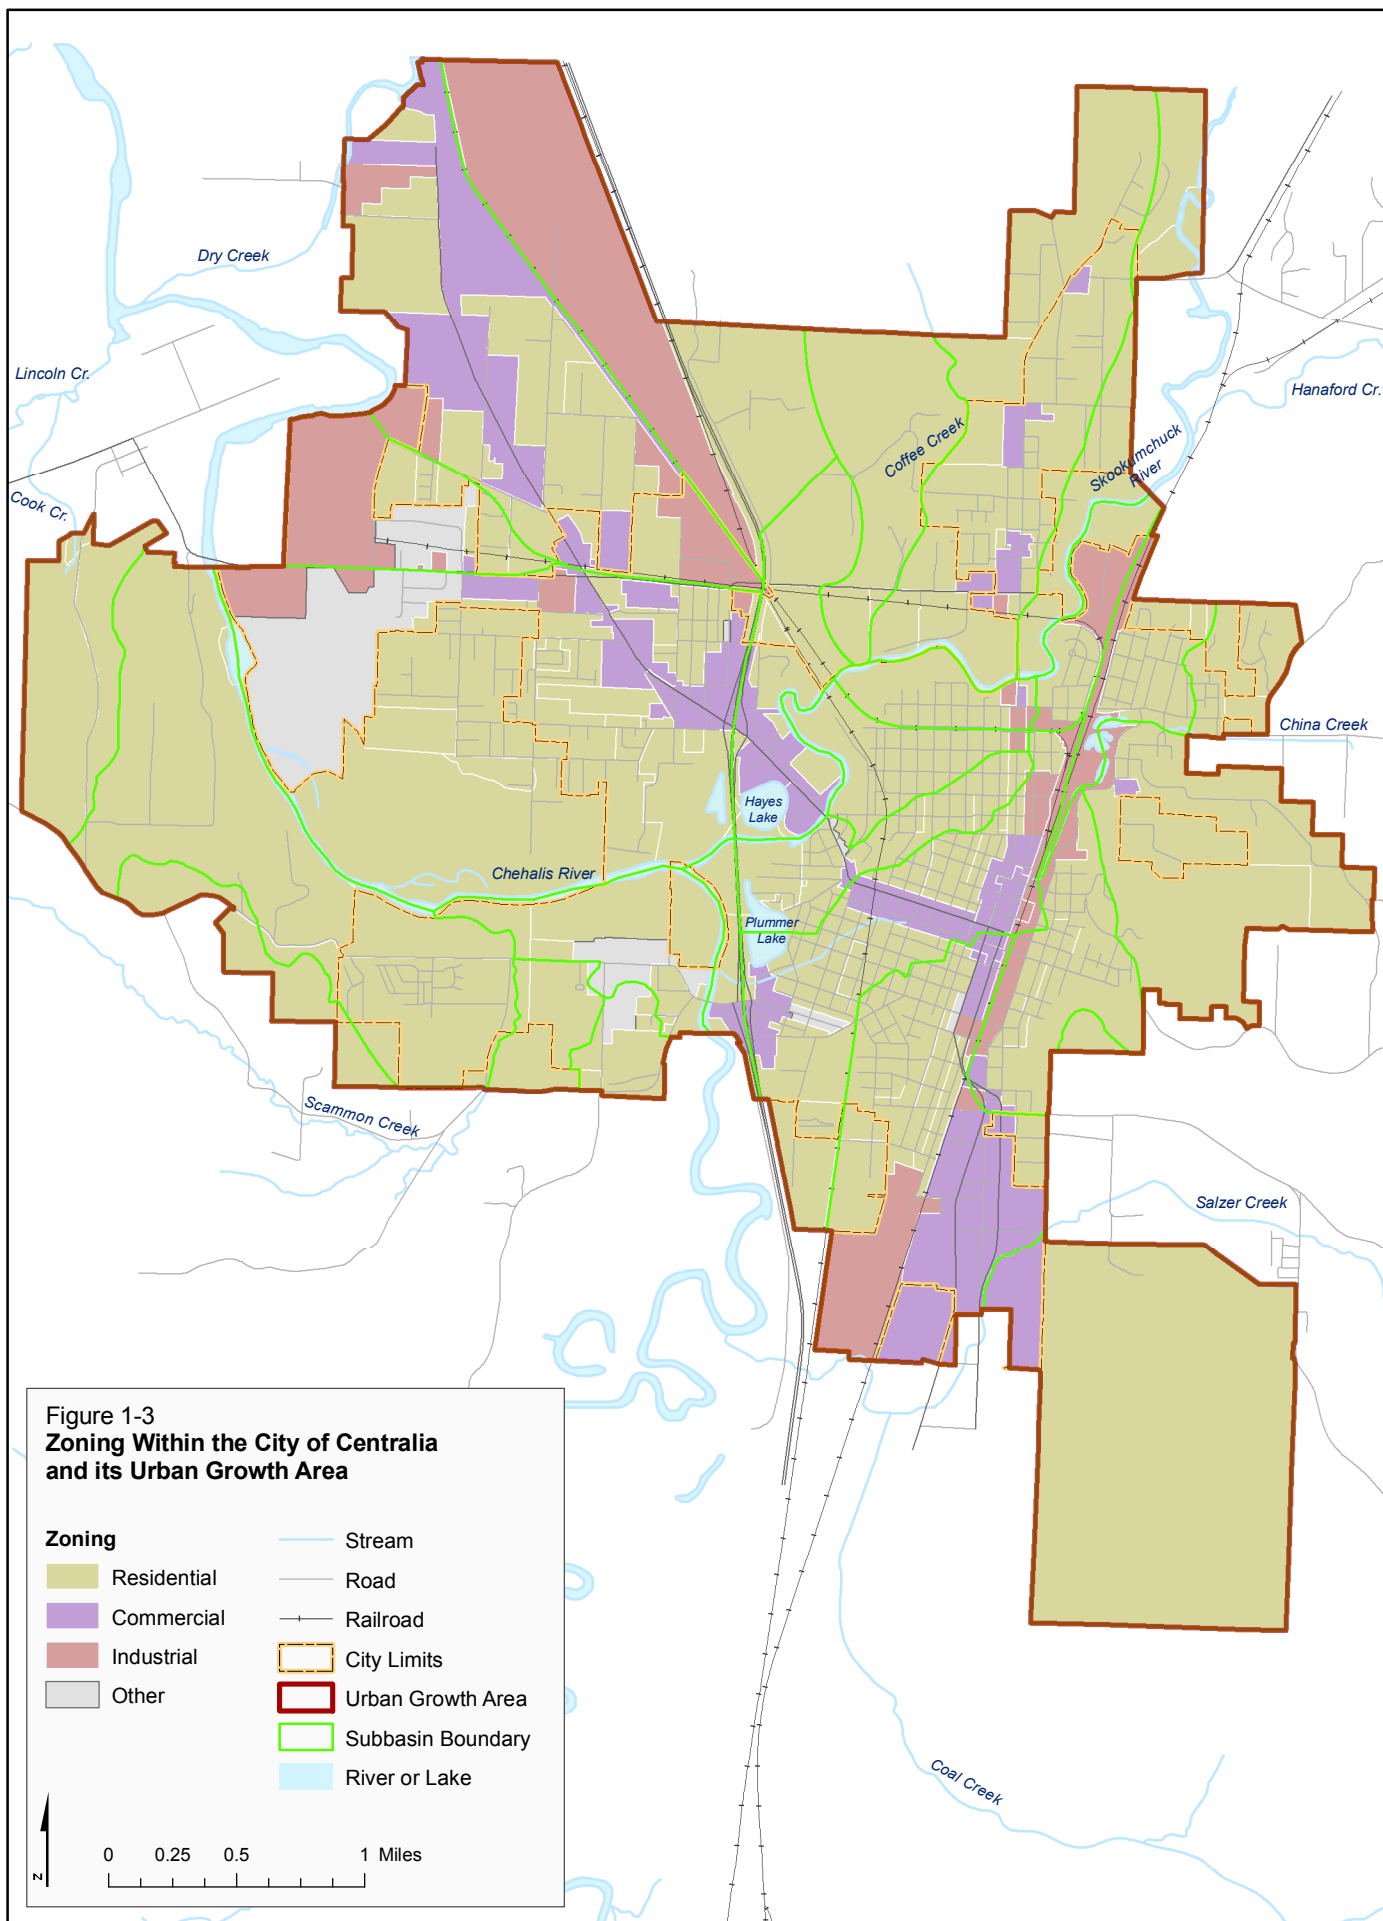 Dry Creek
Lincoln Cr.
Hanaford Cr.
Coffee Creek
Skookumchuck
River
Cook Cr.
China Creek
Hayes
Lake
Chehalis River
Plummer
Lake
Scammon Creek
Salzer Creek
Coal Creek
Figure 1-3
Zoning Within the City of Centralia
and its Urban Growth Area
Zoning
Residential
Commercial
Industrial
Other
Stream
Road
Railroad
City Limits
Urban Growth Area
Subbasin Boundary
River or Lake
N
0 0.25 0.5 1 Miles